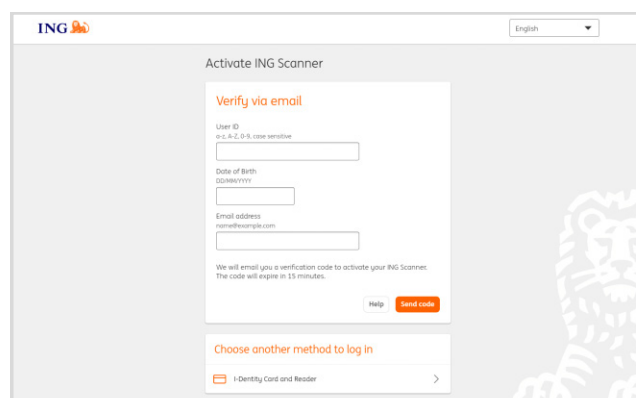 ING
English
Activate ING Scanner
Verify via email
User ID
a-z, A-Z, 0-9, case sensitive
Date of Birth
DD/MM/YYYY
Email address
name@example.com
We will email you a verification code to activate your ING Scanner.
The code will expire in 15 minutes.
Help
Send code
Choose another method to log in
I-Dentity Card and Reader